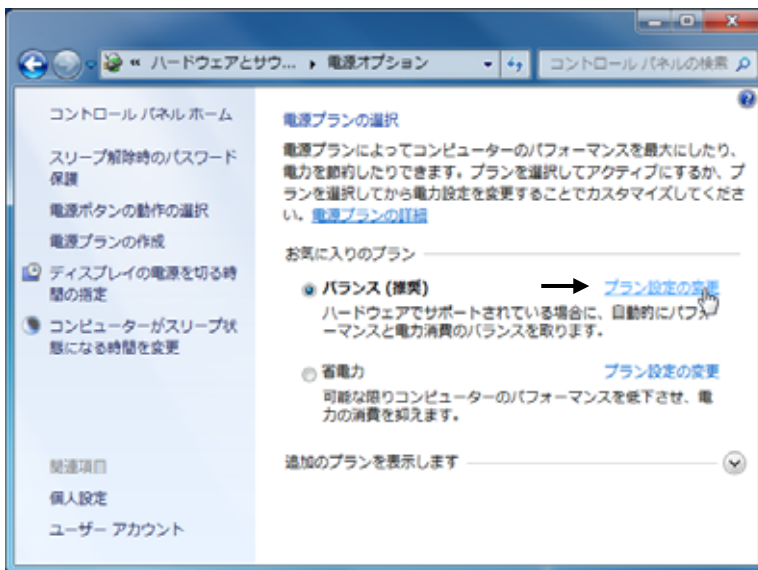 « ハードウェアとサウ... ▸ 電源オプション
コントロール パネルの検索
コントロール パネル ホーム
スリープ解除時のパスワード
保護
電源ボタンの動作の選択
電源プランの作成
ディスプレイの電源を切る時
間の指定
コンピューターがスリープ状
態になる時間を変更
関連項目
個人設定
ユーザー アカウント
電源プランの選択
電源プランによってコンピューターのパフォーマンスを最大にしたり、
電力を節約したりできます。プランを選択してアクティブにするか、プ
ランを選択してから電力設定を変更することでカスタマイズしてくださ
い。電源プランの詳細
お気に入りのプラン
バランス (推奨)
プラン設定の変更
ハードウェアでサポートされている場合に、自動的にパフォ
ーマンスと電力消費のバランスを取ります。
省電力
プラン設定の変更
可能な限りコンピューターのパフォーマンスを低下させ、電
力の消費を抑えます。
追加のプランを表示します